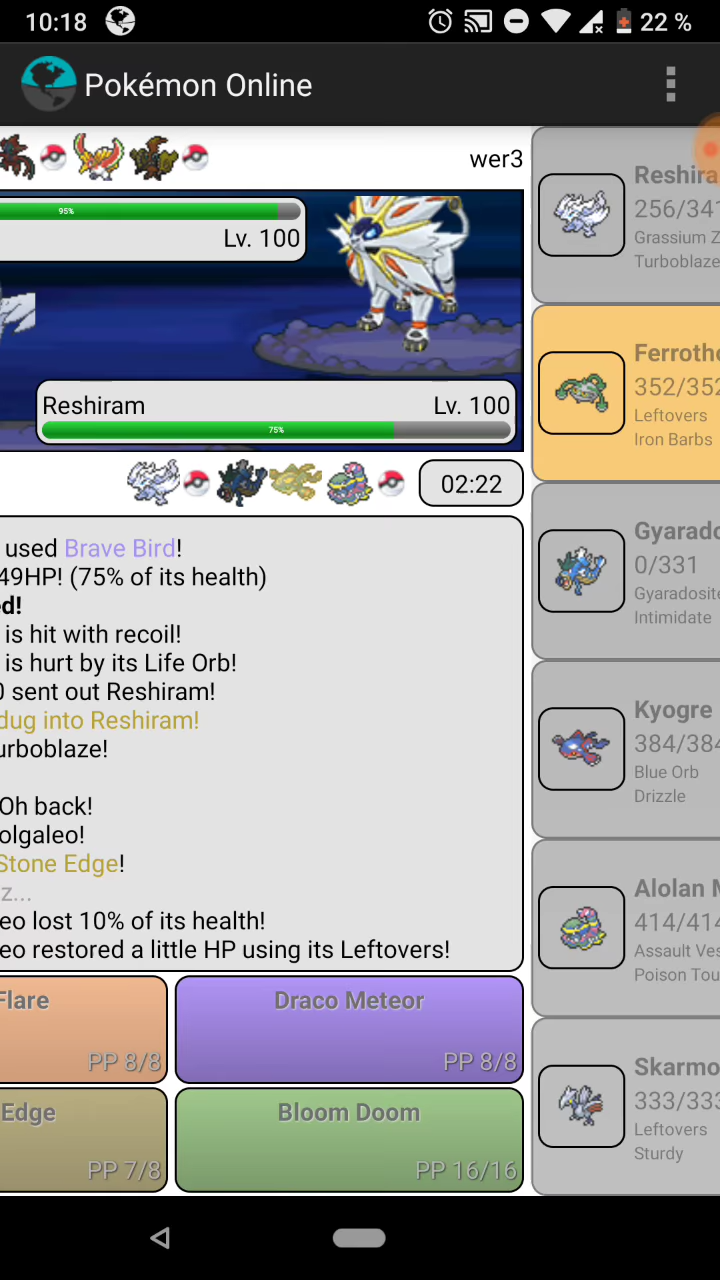 10:18
22 %
Pokémon Online
wer3
95%
Lv. 100
Reshiram Lv. 100
75%
02:22
used Brave Bird!
49HP! (75% of its health)
d!
is hit with recoil!
is hurt by its Life Orb!
sent out Reshiram!
dug into Reshiram!
urboblaze!
Oh back!
olgaleo!
Stone Edge!
z...
eo lost 10% of its health!
eo restored a little HP using its Leftovers!
Flare
PP 8/8
Draco Meteor
PP 8/8
Edge
PP 7/8
Bloom Doom
PP 16/16
Reshira
256/341
Grassium Z
Turboblaze
Ferrotho
352/352
Leftovers
Iron Barbs
Gyarado
0/331
Gyaradosite
Intimidate
Kyogre
384/384
Blue Orb
Drizzle
Alolan M
414/414
Assault Ves
Poison Tou
Skarmo
333/333
Leftovers
Sturdy